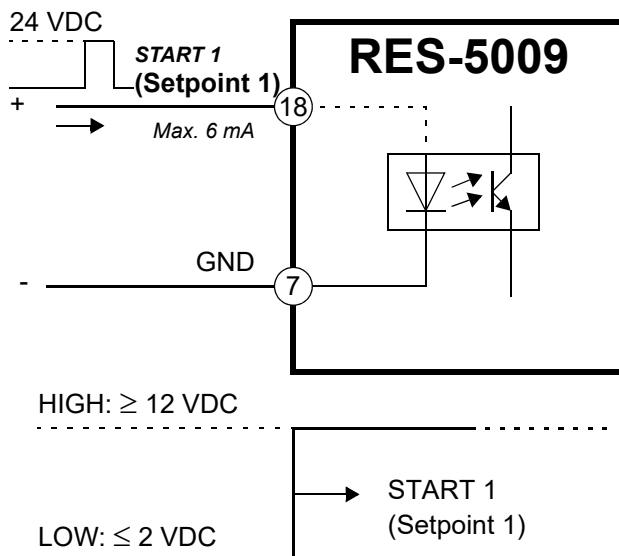 24 VDC
RES-5009
START 1
(Setpoint 1)
+
18
Max. 6 mA
GND
-
7
HIGH: ≥ 12 VDC
START 1
(Setpoint 1)
LOW: ≤ 2 VDC